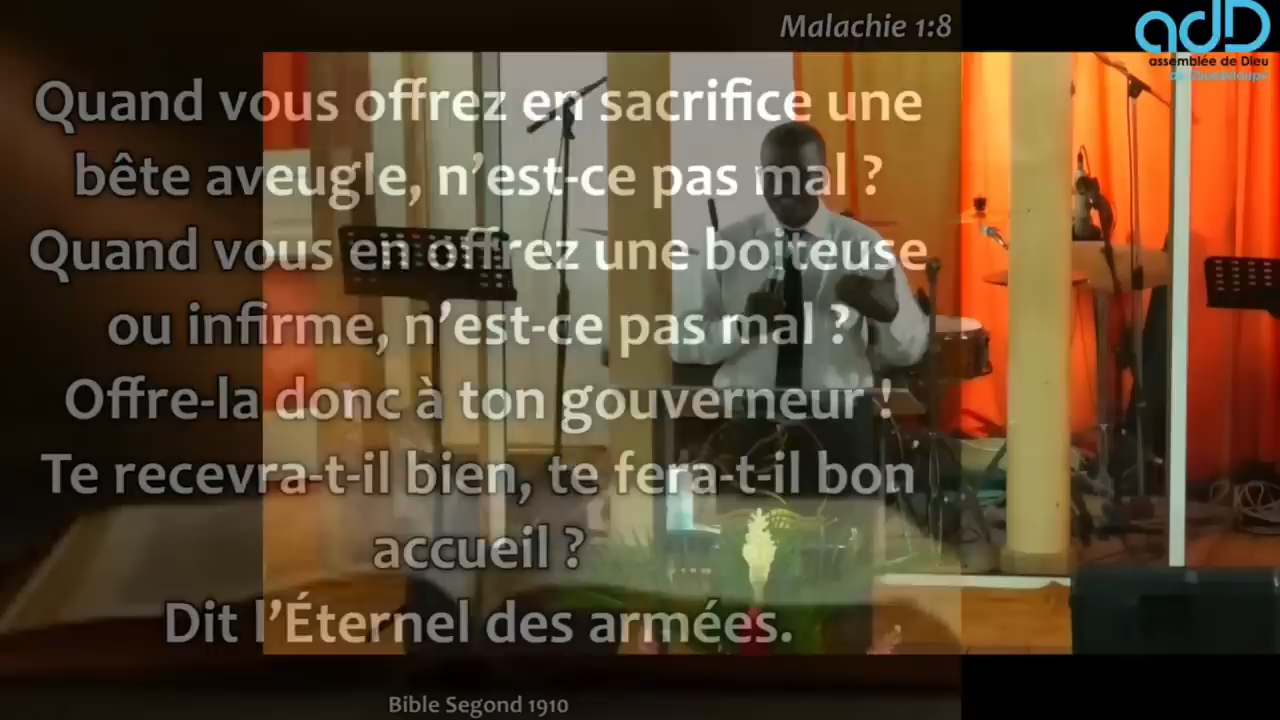 Malachie 1:8
adD
assemblée de Dieu
de Guadeloupe
Quand vous offrez en sacrifice une
bête aveugle, n’est-ce pas mal ?
Quand vous en offrez une boiteuse
ou infirme, n’est-ce pas mal ?
Offre-la donc à ton gouverneur !
Te recevra-t-il bien, te fera-t-il bon
accueil ?
Dit l’Éternel des armées.
Bible Segond 1910